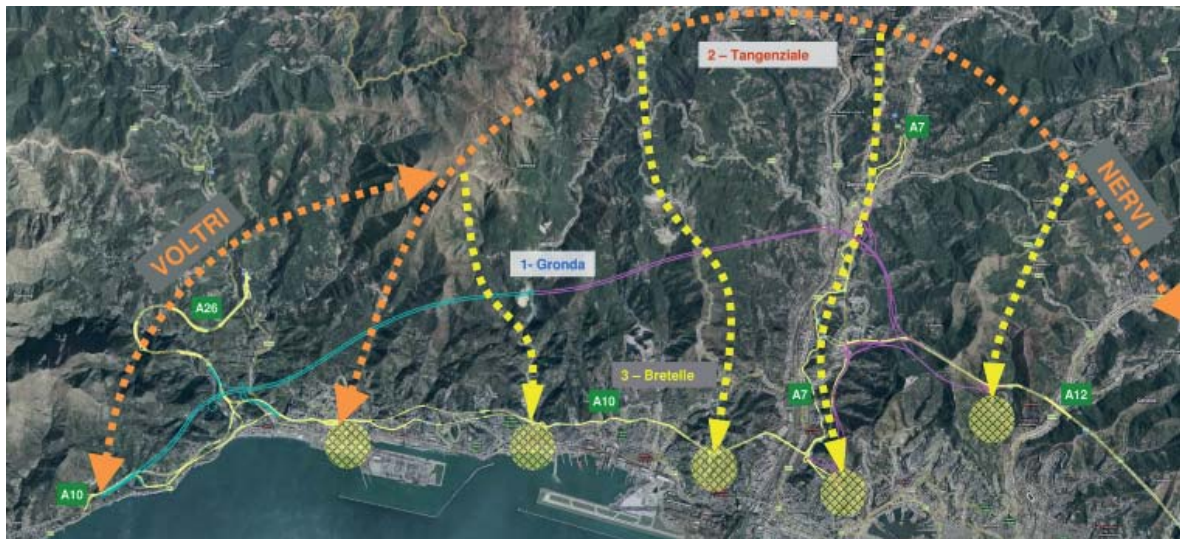 2 – Tangenziale
A7
NERVI
VOLTRI
1- Gronda
A26
3 – Bretelle
A10
A7
A12
A10